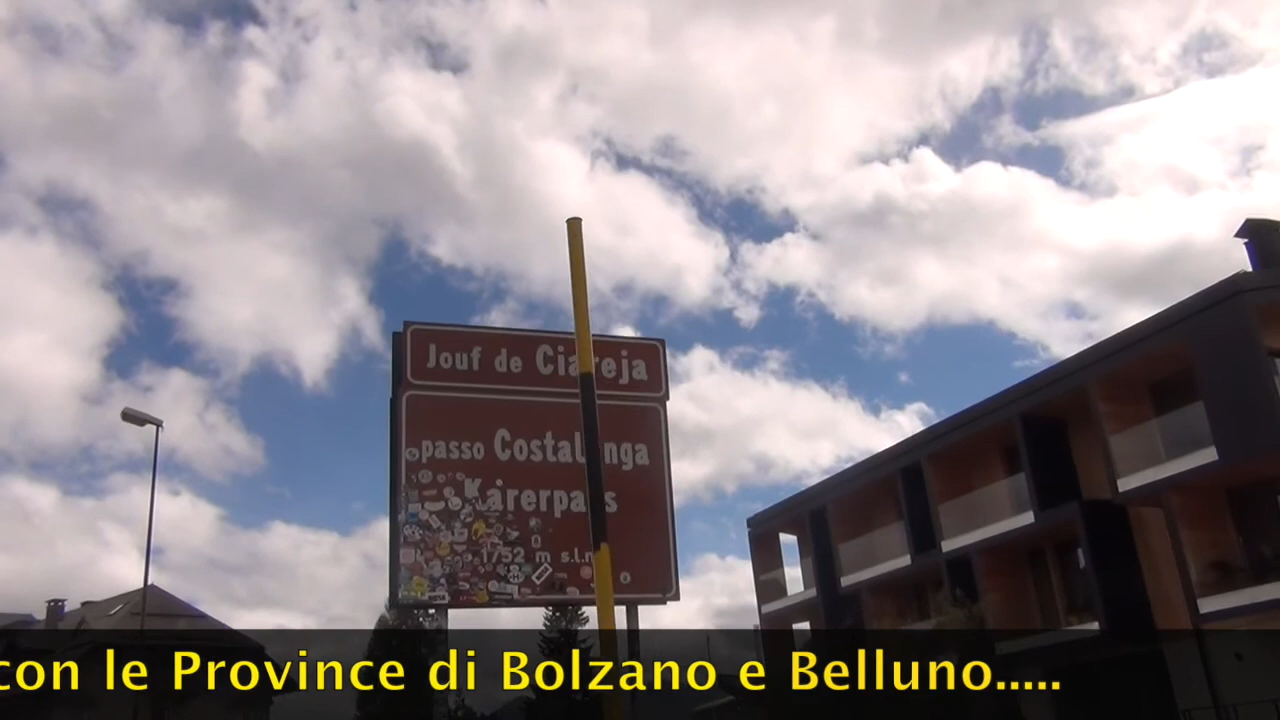 Jouf de Ciareja
passo Costalunga
Karerpass
1752 m s.l.m
con le Province di Bolzano e Belluno.....